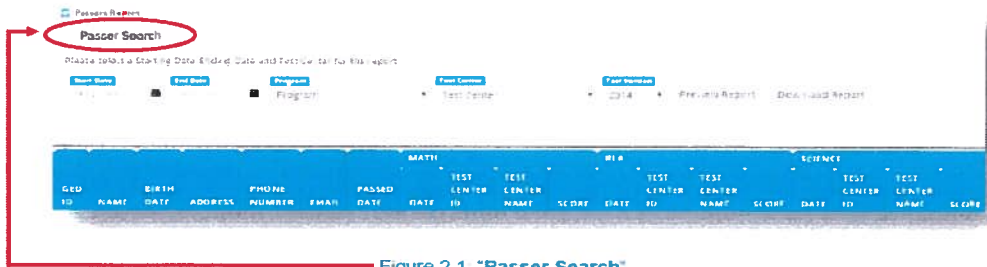 Passers Report
Passer Search
Please select a Starting Date Ending Date and Test Center for this report
Start Date End Date Program Test Center Test Version
Program Test Center 2014 Preview Report Download Report
MATH RLA SCIENCE
TEST TEST TEST TEST TEST TEST
GED BIRTH PHONE PASSED CENTER CENTER CENTER CENTER CENTER CENTER
ID NAME DATE ADDRESS NUMBER EMAIL DATE DATE ID NAME SCORE DATE ID NAME SCORE DATE ID NAME SCORE
Figure 2.1: "Passer Search"